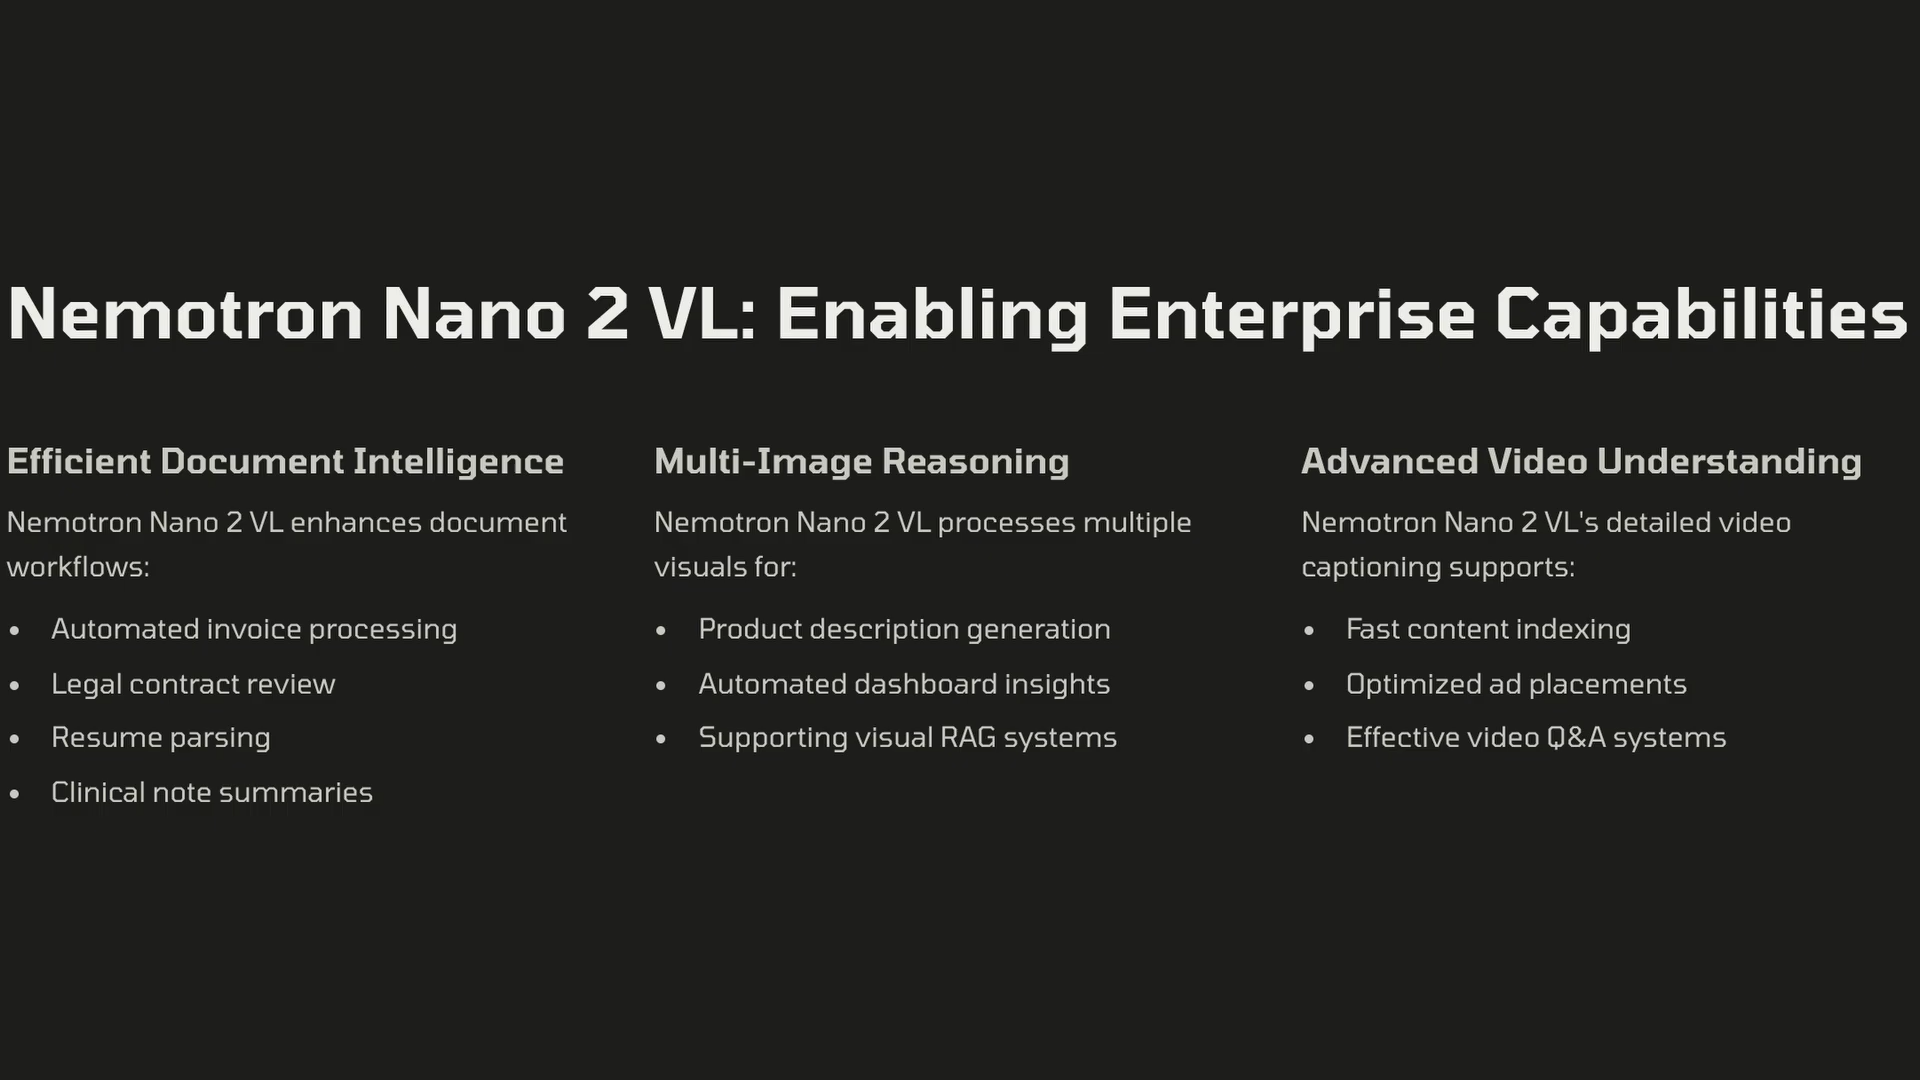 Nemotron Nano 2 VL: Enabling Enterprise Capabilities
Efficient Document Intelligence
Nemotron Nano 2 VL enhances document
workflows:
• Automated invoice processing
• Legal contract review
• Resume parsing
• Clinical note summaries
Multi-Image Reasoning
Nemotron Nano 2 VL processes multiple
visuals for:
• Product description generation
• Automated dashboard insights
• Supporting visual RAG systems
Advanced Video Understanding
Nemotron Nano 2 VL's detailed video
captioning supports:
• Fast content indexing
• Optimized ad placements
• Effective video Q&A systems